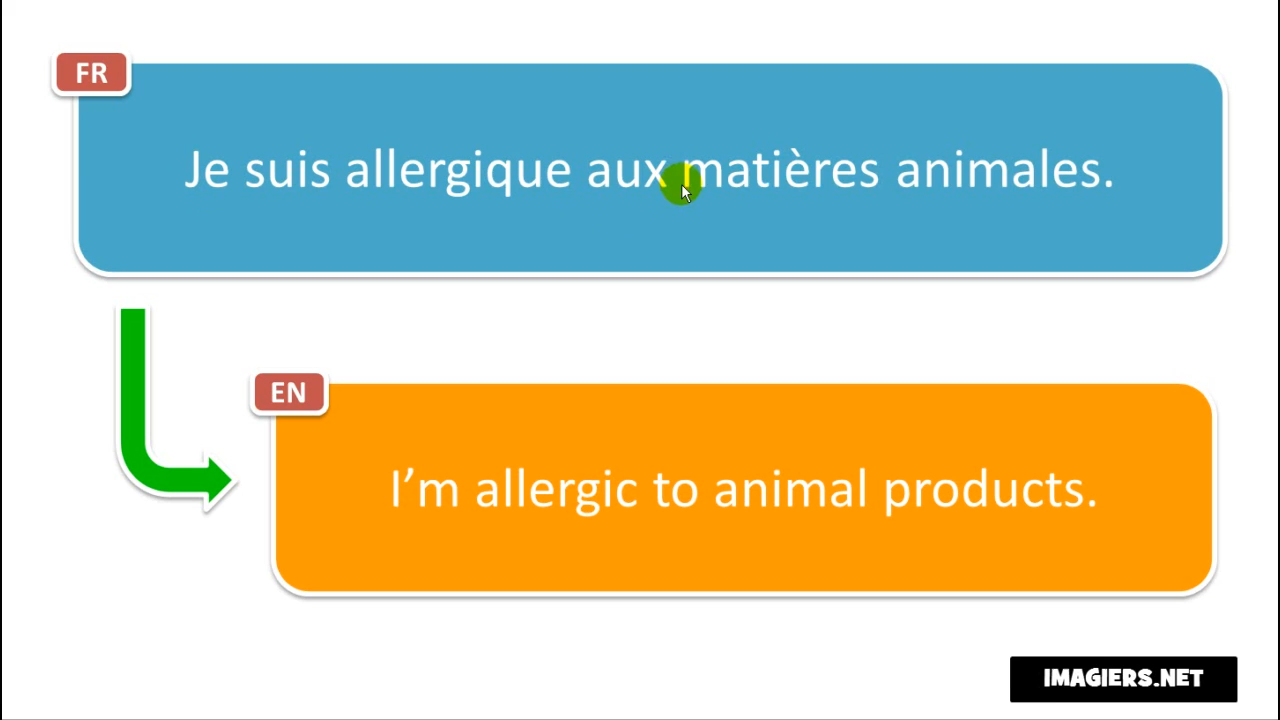 FR
Je suis allergique aux matières animales.
EN
I’m allergic to animal products.
IMAGIERS.NET